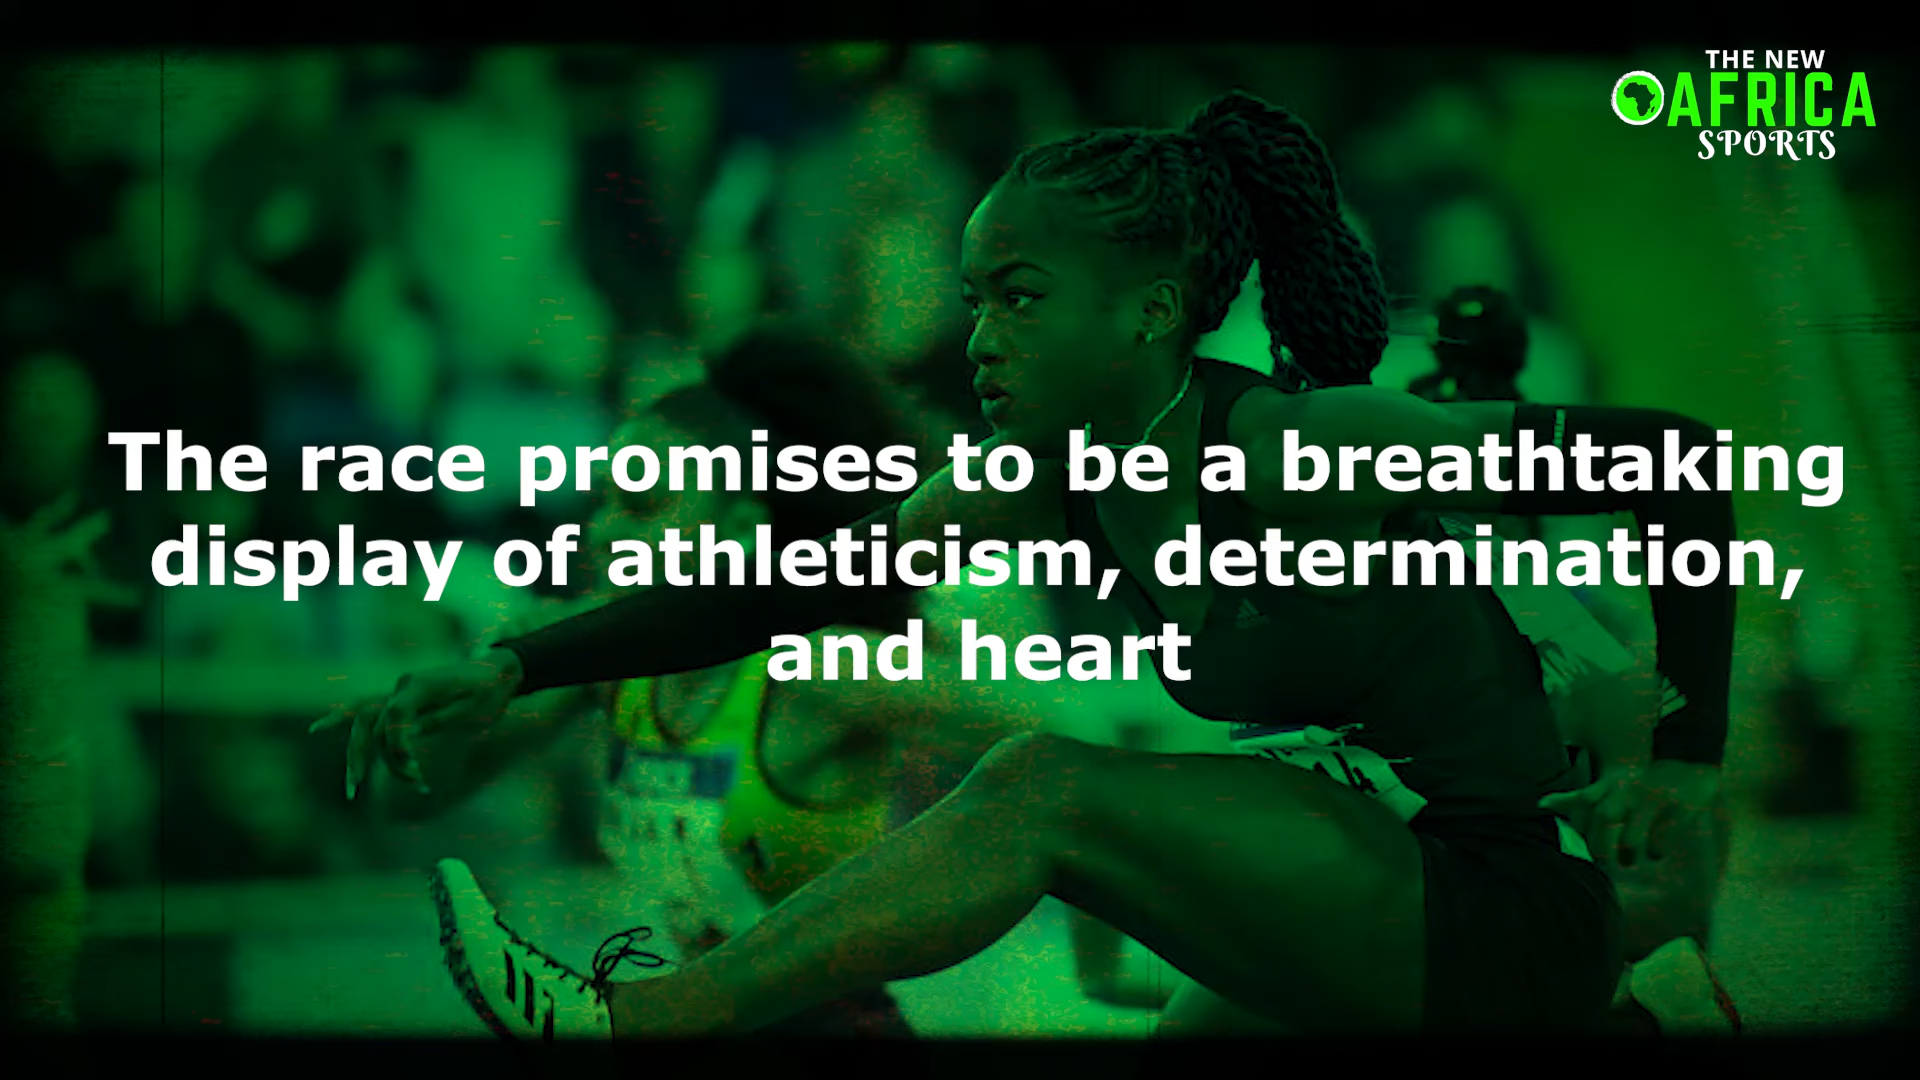 THE NEW
AFRICA
SPORTS
The race promises to be a breathtaking
display of athleticism, determination,
and heart